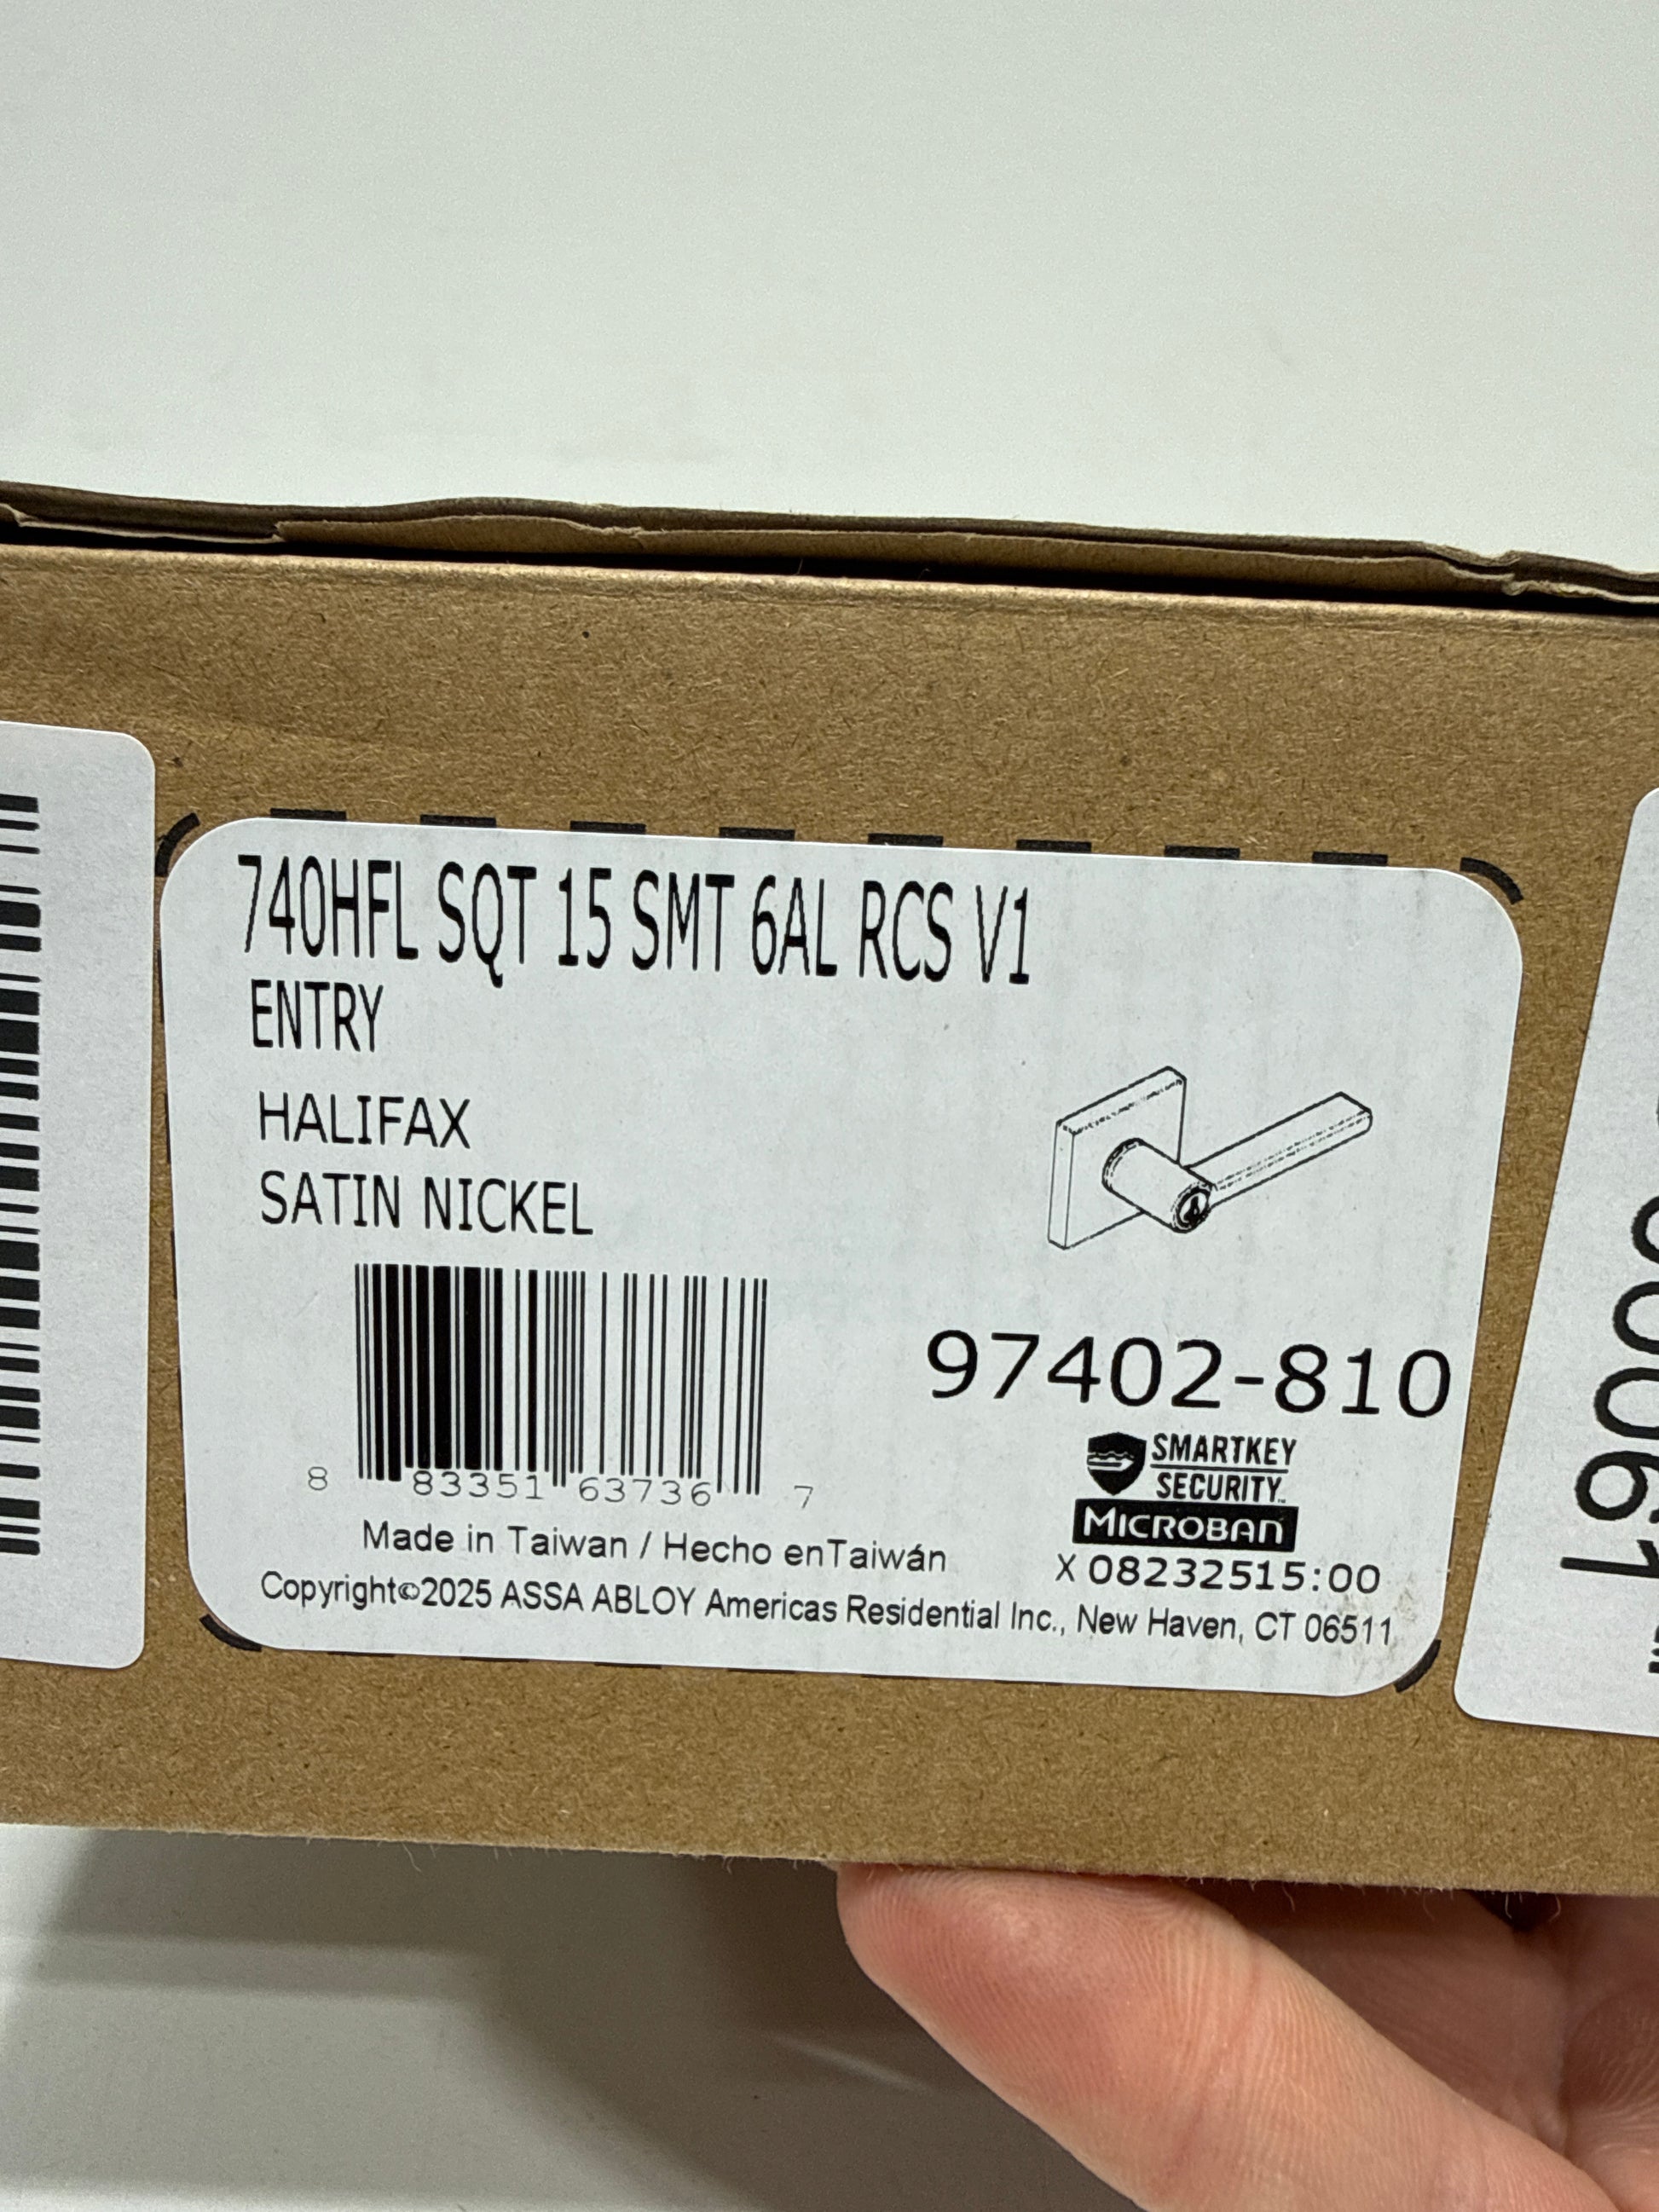 740HFL SQT 15 SMT 6AL RCS V1
ENTRY
HALIFAX
SATIN NICKEL
97402-810
8 83351 63736 7
SMARTKEY
SECURITY™
MICROBAN
Made in Taiwan / Hecho enTaiwán
X 08232515:00
Copyright©2025 ASSA ABLOY Americas Residential Inc., New Haven, CT 06511